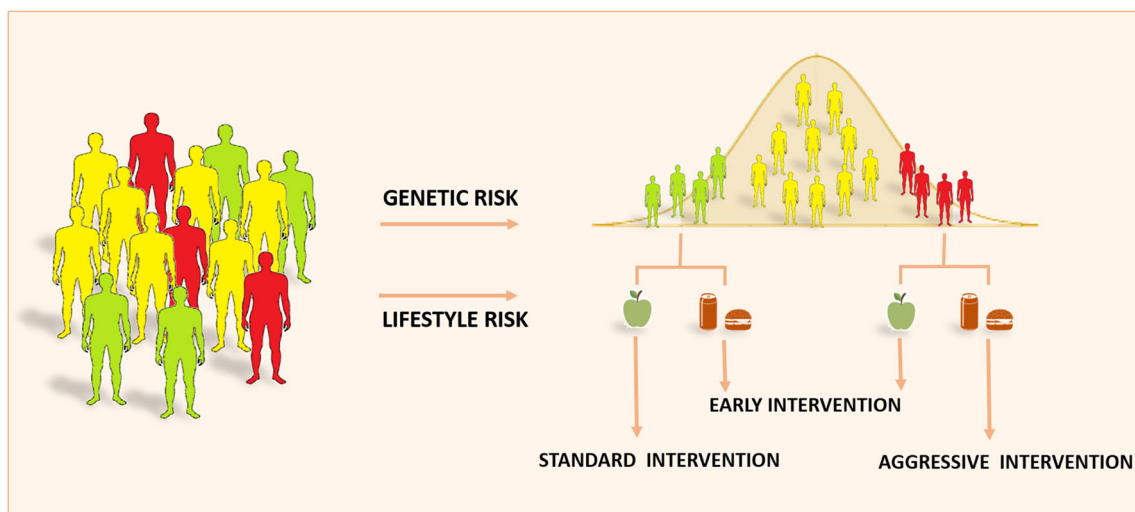 GENETIC RISK
LIFESTYLE RISK
EARLY INTERVENTION
STANDARD INTERVENTION
AGGRESSIVE INTERVENTION